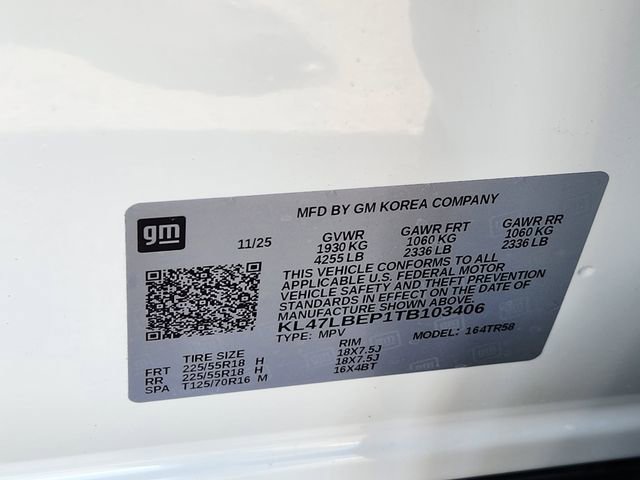 MFD BY GM KOREA COMPANY
gm
11/25 GVWR GAWR FRT GAWR RR
1930 KG 1060 KG 1060 KG
4255 LB 2336 LB 2336 LB
THIS VEHICLE CONFORMS TO ALL
APPLICABLE U.S. FEDERAL MOTOR
VEHICLE SAFETY AND THEFT PREVENTION
STANDARDS IN EFFECT ON THE DATE OF
MANUFACTURE SHOWN ABOVE.
KL47LBEP1TB103406
TYPE: MPV MODEL: 164TR58
TIRE SIZE RIM
FRT 225/55R18 H 18X7.5J
RR 225/55R18 H 18X7.5J
SPA T125/70R16 M 16X4BT